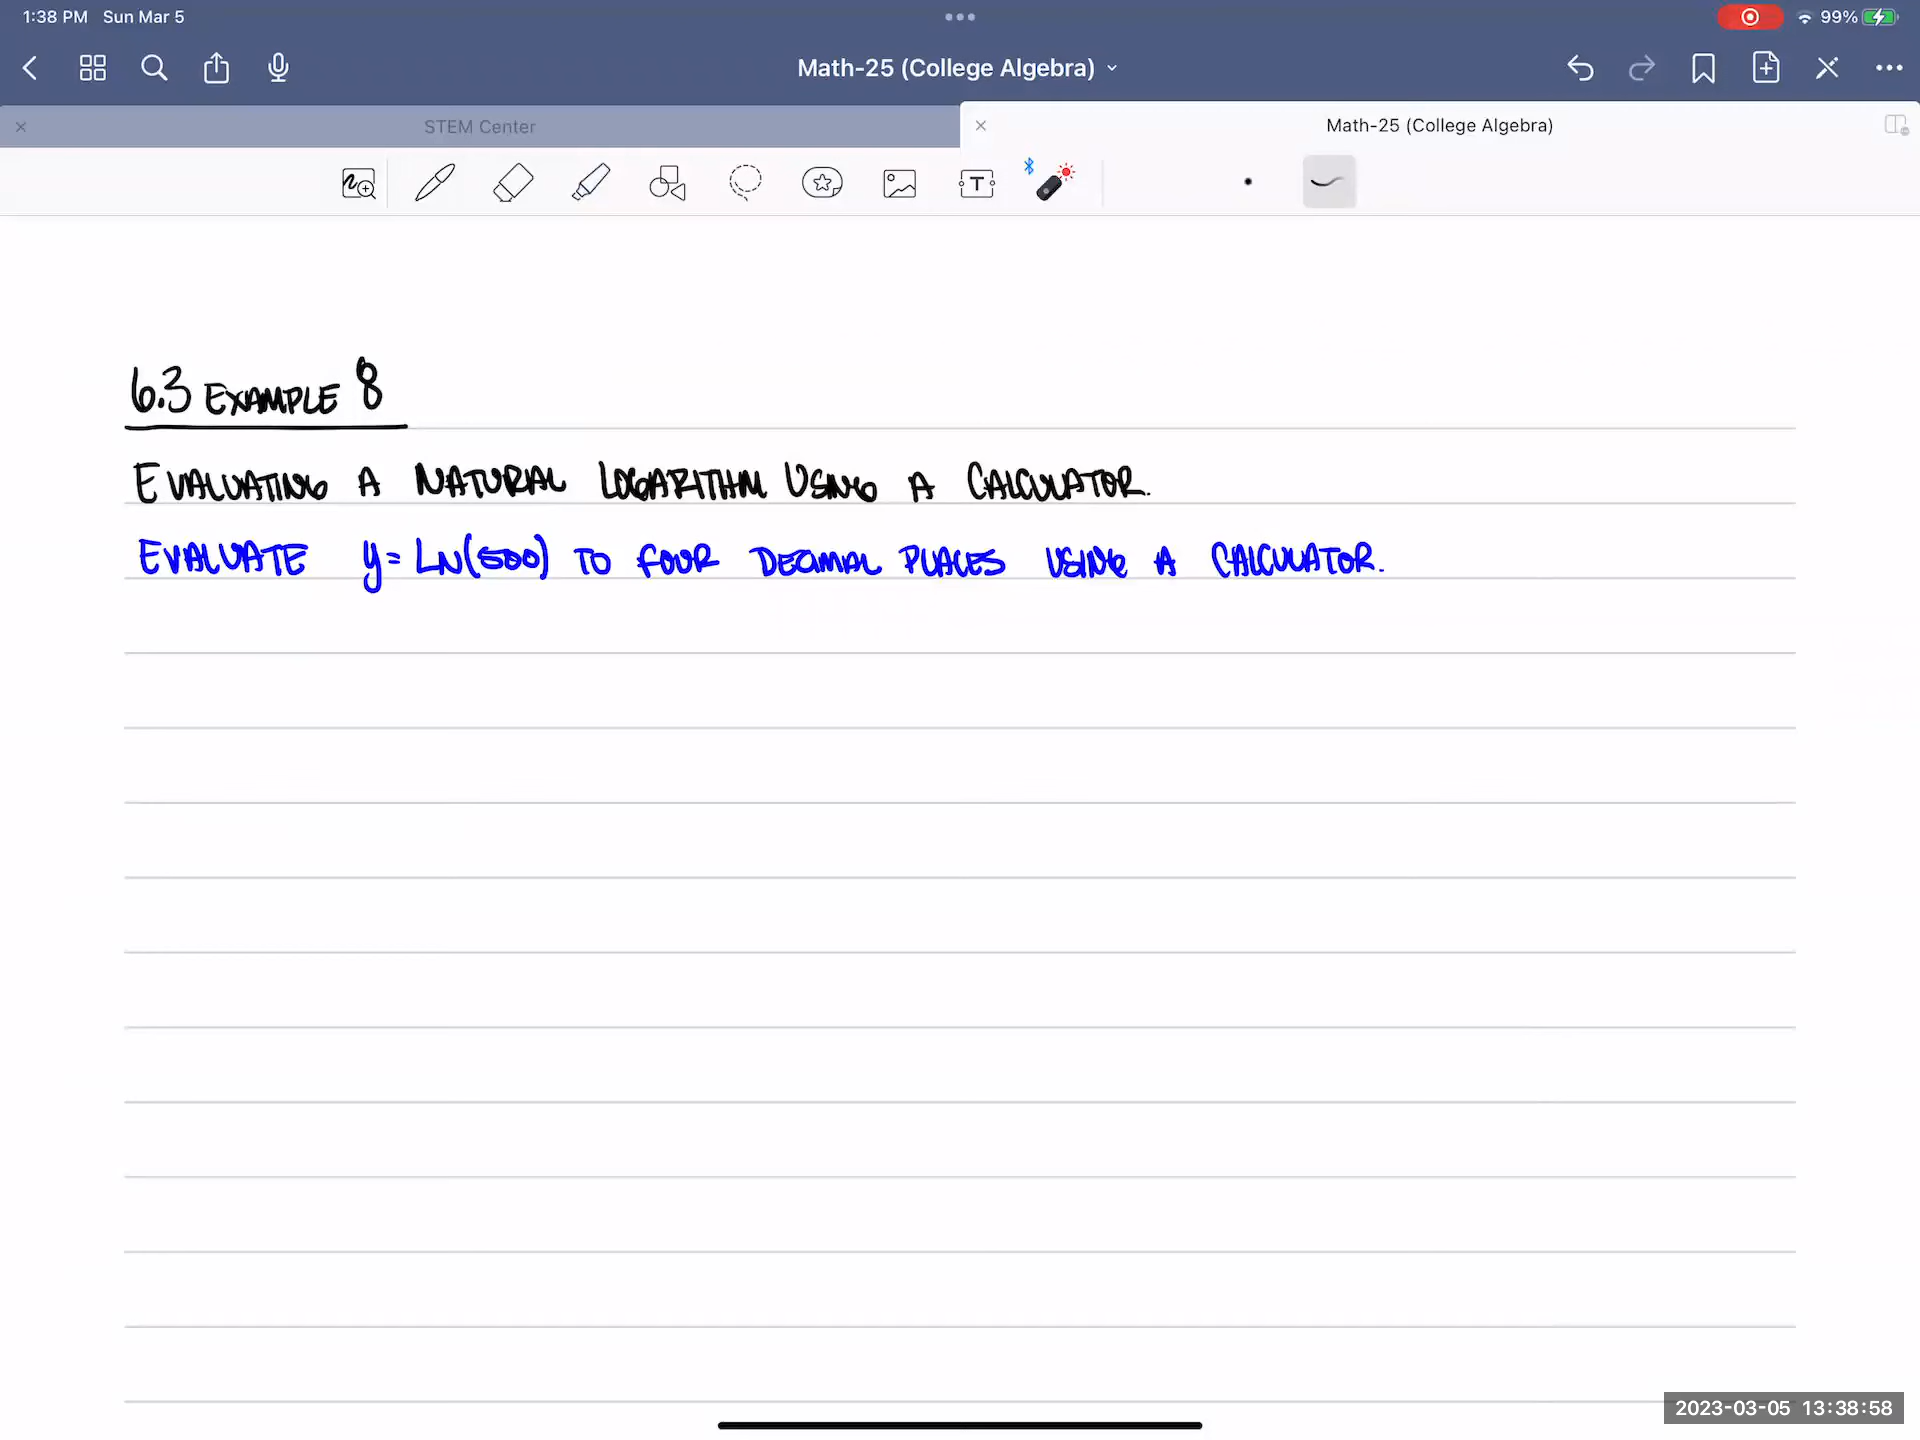 1:38 PM Sun Mar 5
99%
Math-25 (College Algebra)
STEM Center
Math-25 (College Algebra)
6.3 EXAMPLE 8
EVALUATING A NATURAL LOGARITHM USING A CALCULATOR.
EVALUATE y = LN(500) TO FOUR DECIMAL PLACES USING A CALCULATOR.
2023-03-05 13:38:58